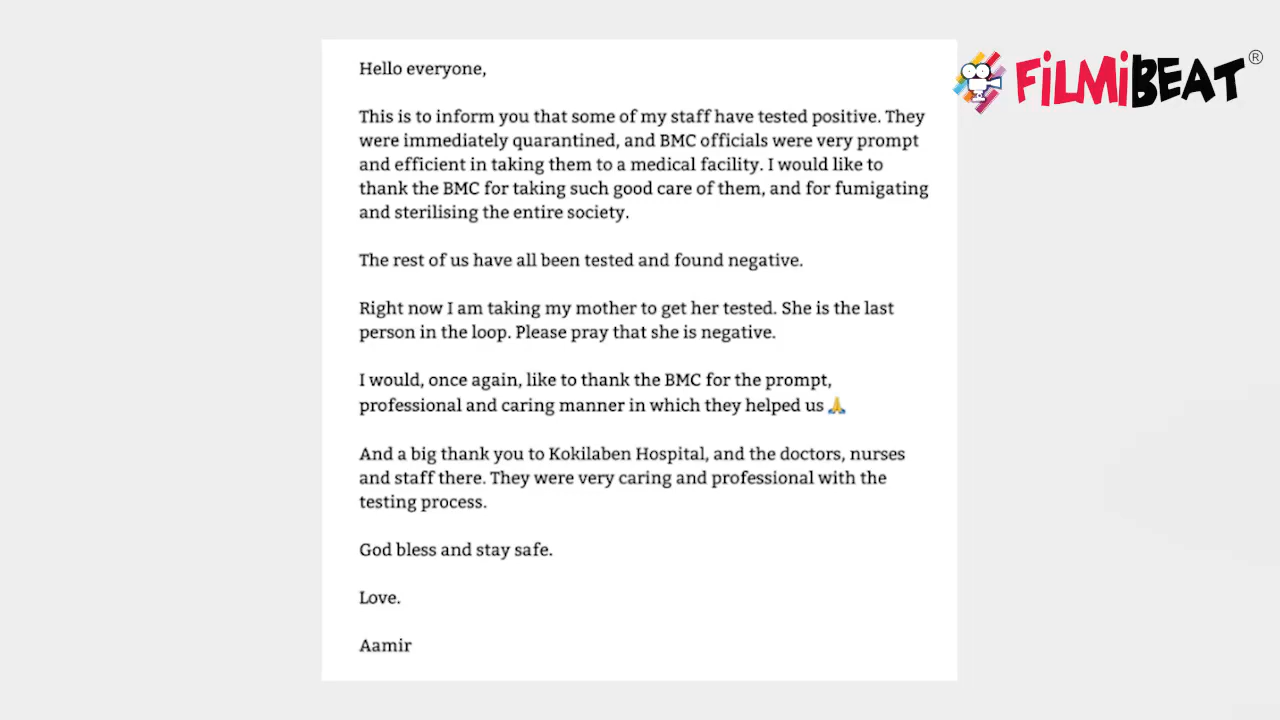 FiLMiBEAT®
Hello everyone,
This is to inform you that some of my staff have tested positive. They
were immediately quarantined, and BMC officials were very prompt
and efficient in taking them to a medical facility. I would like to
thank the BMC for taking such good care of them, and for fumigating
and sterilising the entire society.
The rest of us have all been tested and found negative.
Right now I am taking my mother to get her tested. She is the last
person in the loop. Please pray that she is negative.
I would, once again, like to thank the BMC for the prompt,
professional and caring manner in which they helped us 🙏
And a big thank you to Kokilaben Hospital, and the doctors, nurses
and staff there. They were very caring and professional with the
testing process.
God bless and stay safe.
Love.
Aamir